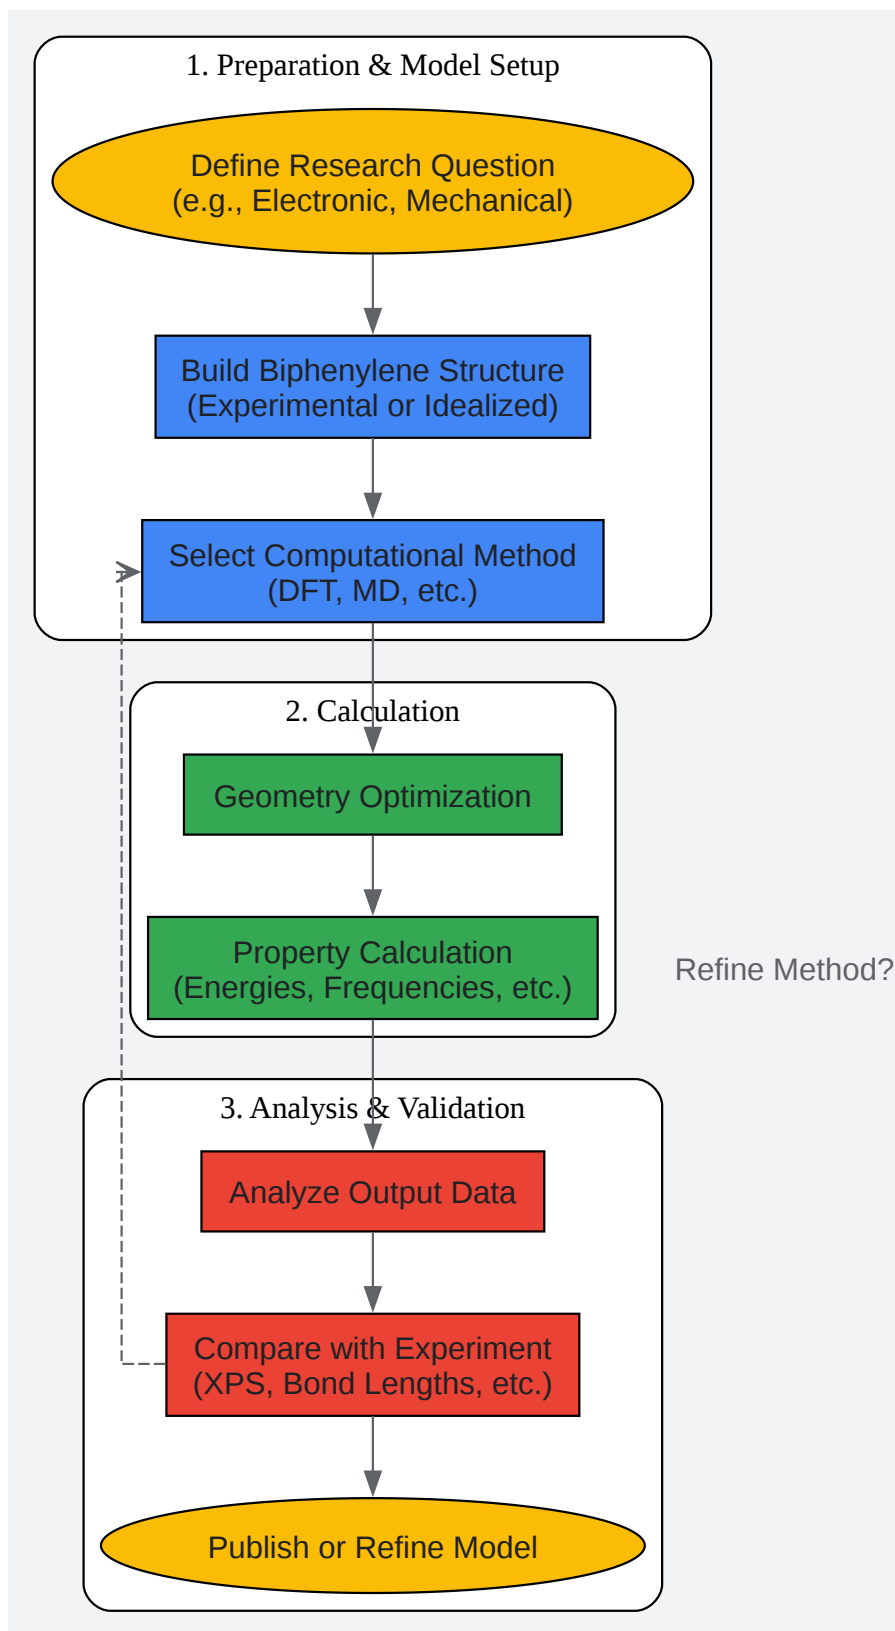 1. Preparation & Model Setup
Define Research Question
(e.g., Electronic, Mechanical)
Build Biphenylene Structure
(Experimental or Idealized)
Select Computational Method
(DFT, MD, etc.)
2. Calculation
Geometry Optimization
Property Calculation
(Energies, Frequencies, etc.)
Refine Method?
3. Analysis & Validation
Analyze Output Data
Compare with Experiment
(XPS, Bond Lengths, etc.)
Publish or Refine Model